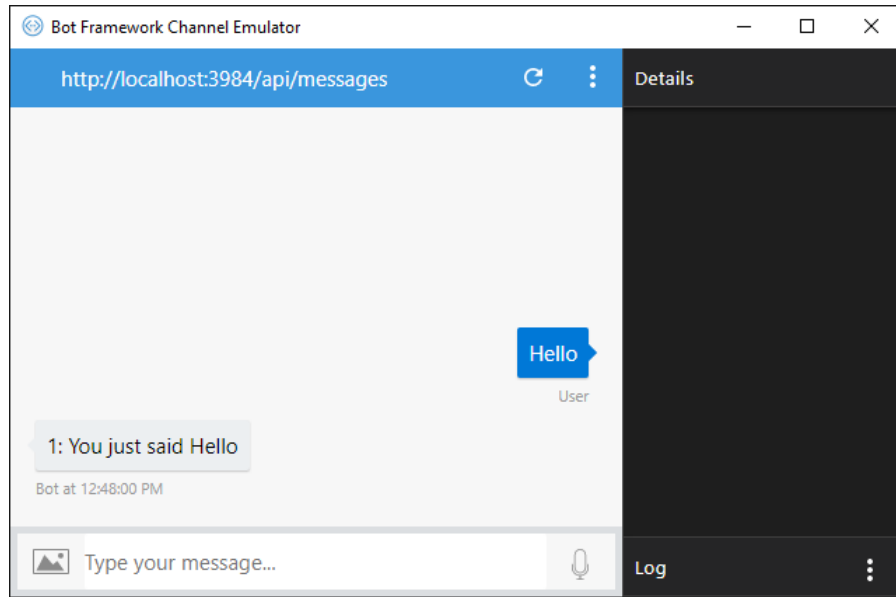 Bot Framework Channel Emulator
http://localhost:3984/api/messages
Details
Hello
User
1: You just said Hello
Bot at 12:48:00 PM
Type your message...
Log